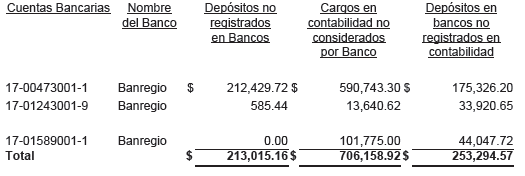 Cuentas Bancarias Nombre Depósitos no Cargos en Depósitos en
del Banco registrados contabilidad no bancos no
en Bancos considerados registrados en
por Banco contabilidad
17-00473001-1 Banregio $ 212,429.72 $ 590,743.30 $ 175,326.20
17-01243001-9 Banregio 585.44 13,640.62 33,920.65
17-01589001-1 Banregio 0.00 101,775.00 44,047.72
Total $ 213,015.16 $ 706,158.92 $ 253,294.57